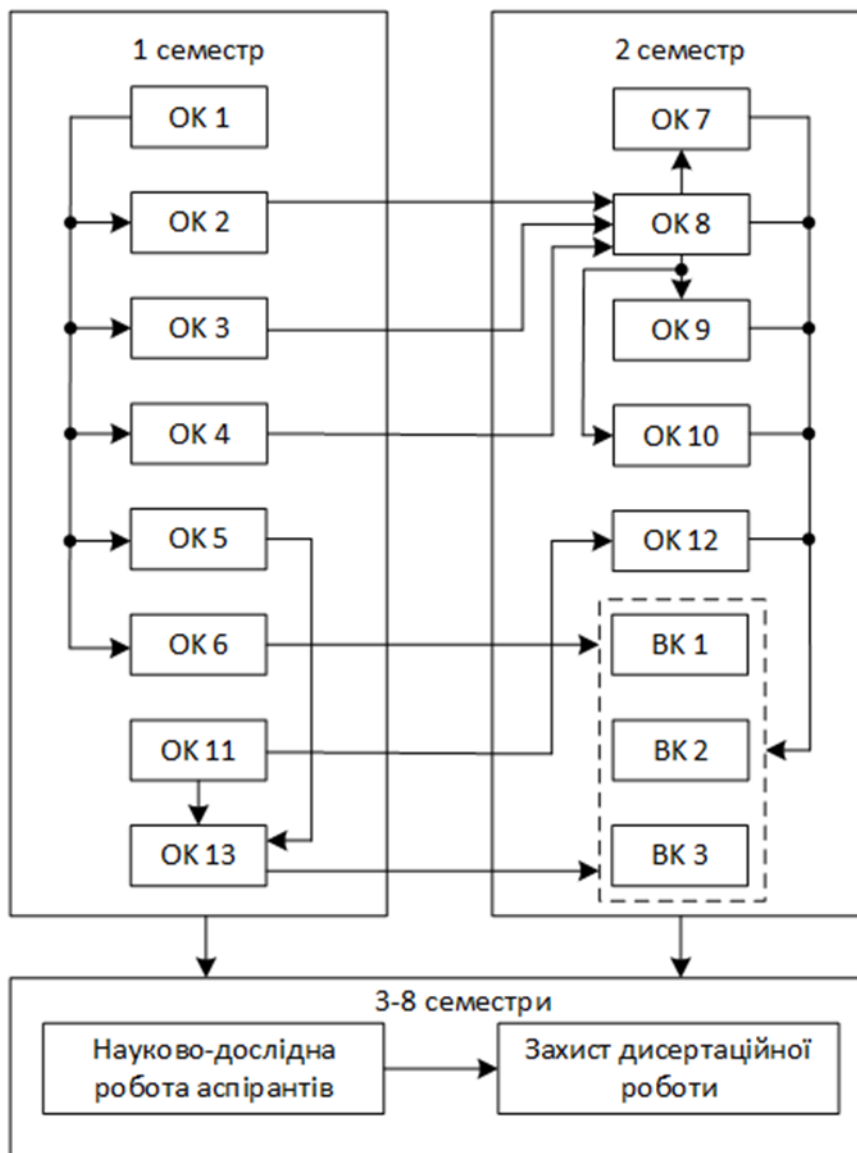 1 семестр
ОК 1
ОК 2
ОК 3
ОК 4
ОК 5
ОК 6
ОК 11
ОК 13
2 семестр
ОК 7
ОК 8
ОК 9
ОК 10
ОК 12
ВК 1
ВК 2
ВК 3
3-8 семестри
Науково-дослідна
робота аспірантів
Захист дисертаційної
роботи